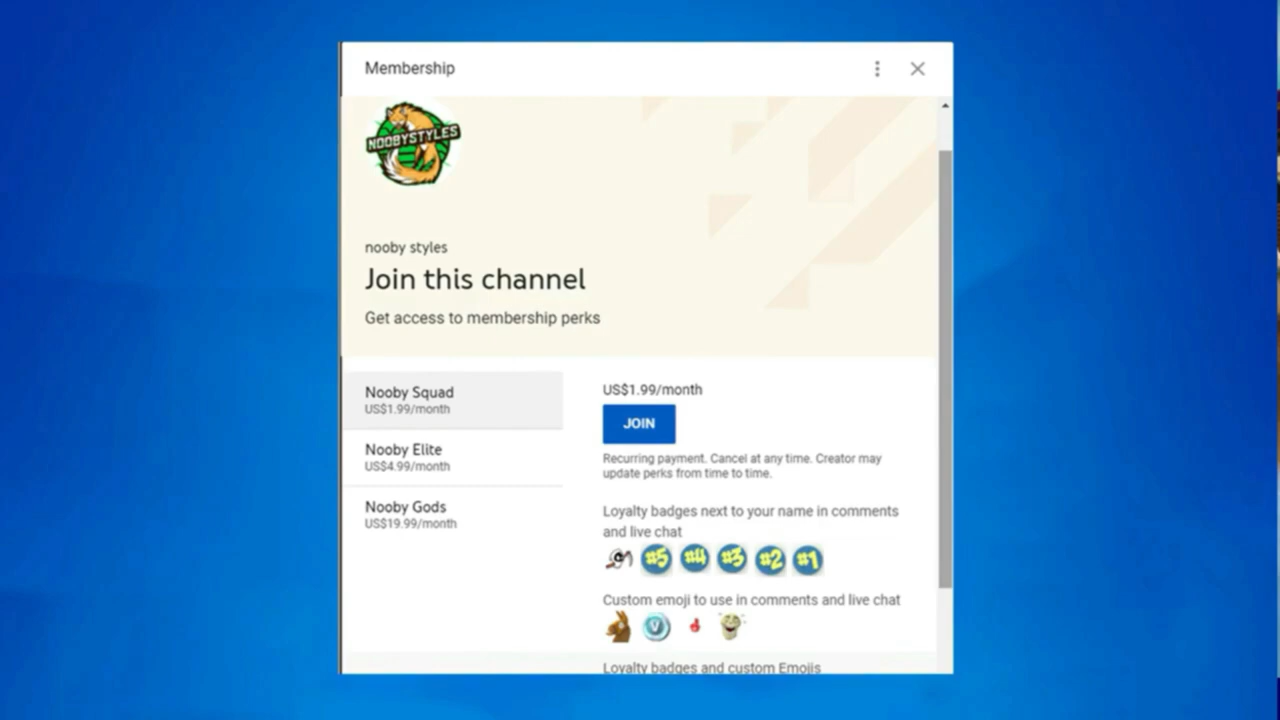 Membership
NOOBYSTYLES
nooby styles
Join this channel
Get access to membership perks
Nooby Squad
US$1.99/month
Nooby Elite
US$4.99/month
Nooby Gods
US$19.99/month
US$1.99/month
JOIN
Recurring payment. Cancel at any time. Creator may
update perks from time to time.
Loyalty badges next to your name in comments
and live chat
#5 #4 #3 #2 #1
Custom emoji to use in comments and live chat
V
Loyalty badges and custom Emojis